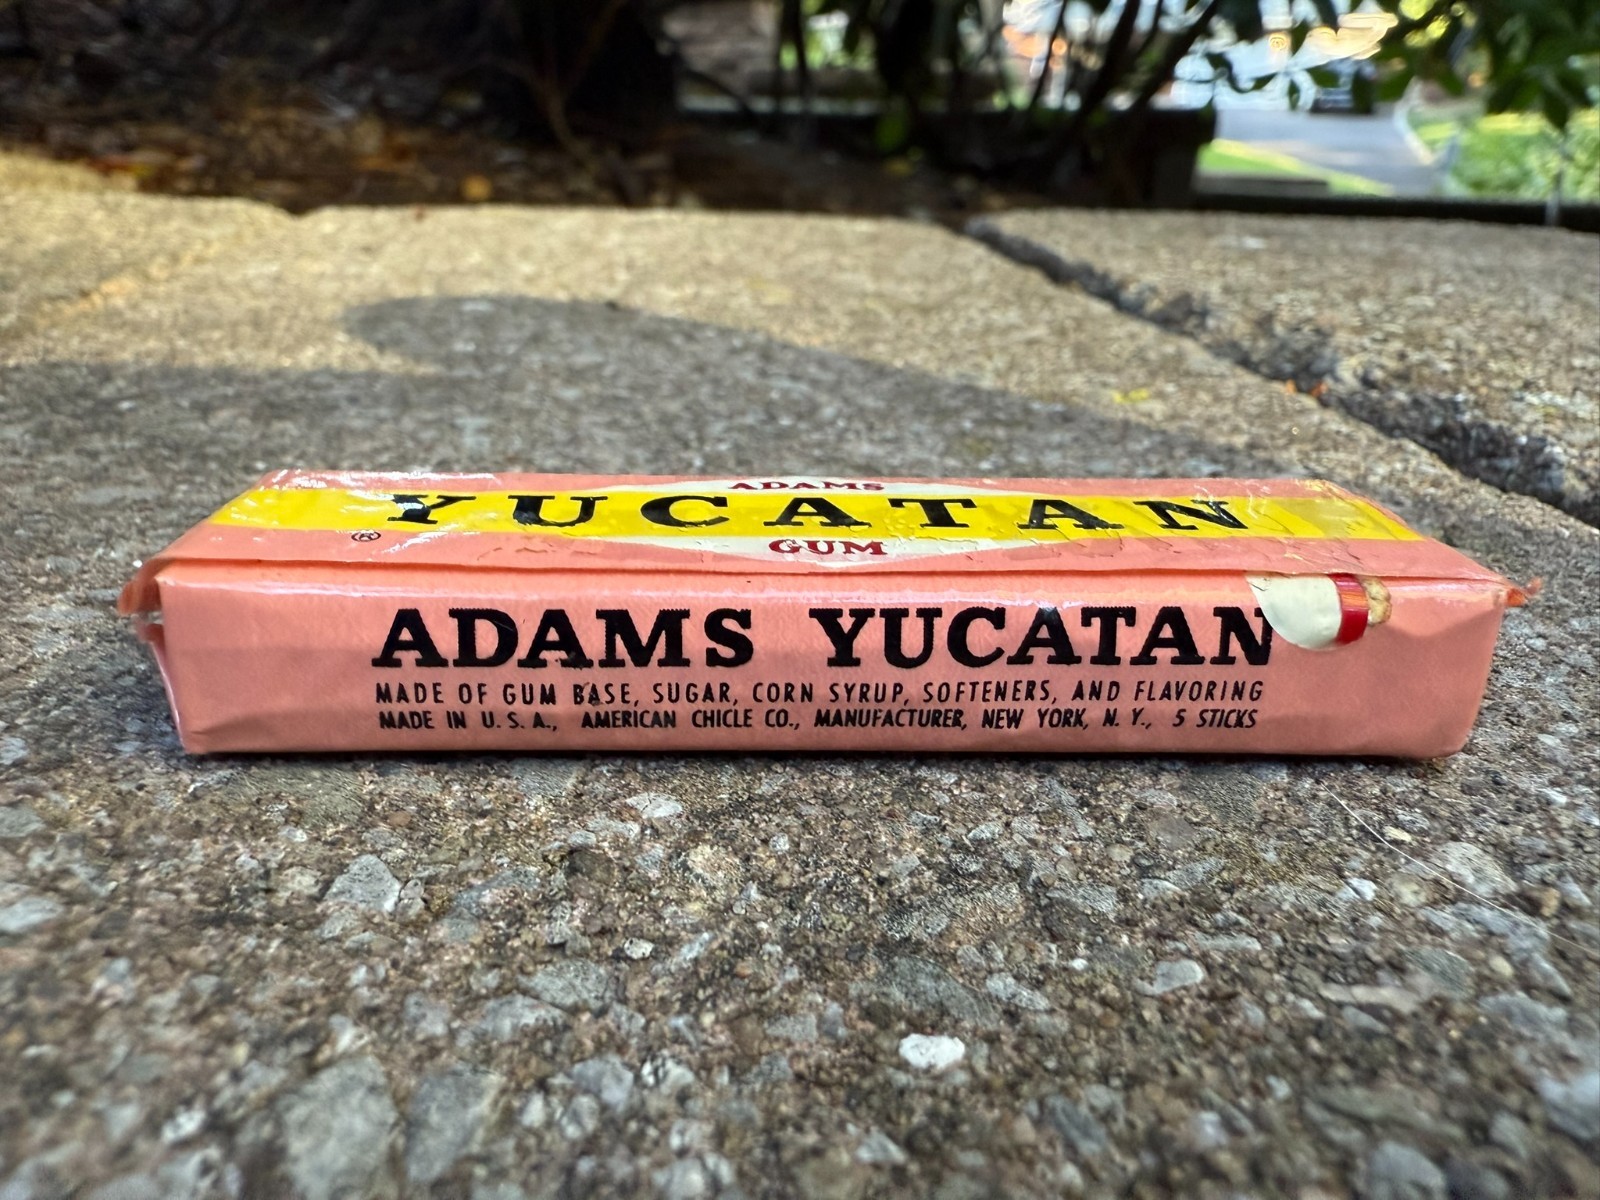 ADAMS
YUCATAN
®
GUM
ADAMS YUCATAN
MADE OF GUM BASE, SUGAR, CORN SYRUP, SOFTENERS, AND FLAVORING
MADE IN U.S.A., AMERICAN CHICLE CO., MANUFACTURER, NEW YORK, N.Y., 5 STICKS